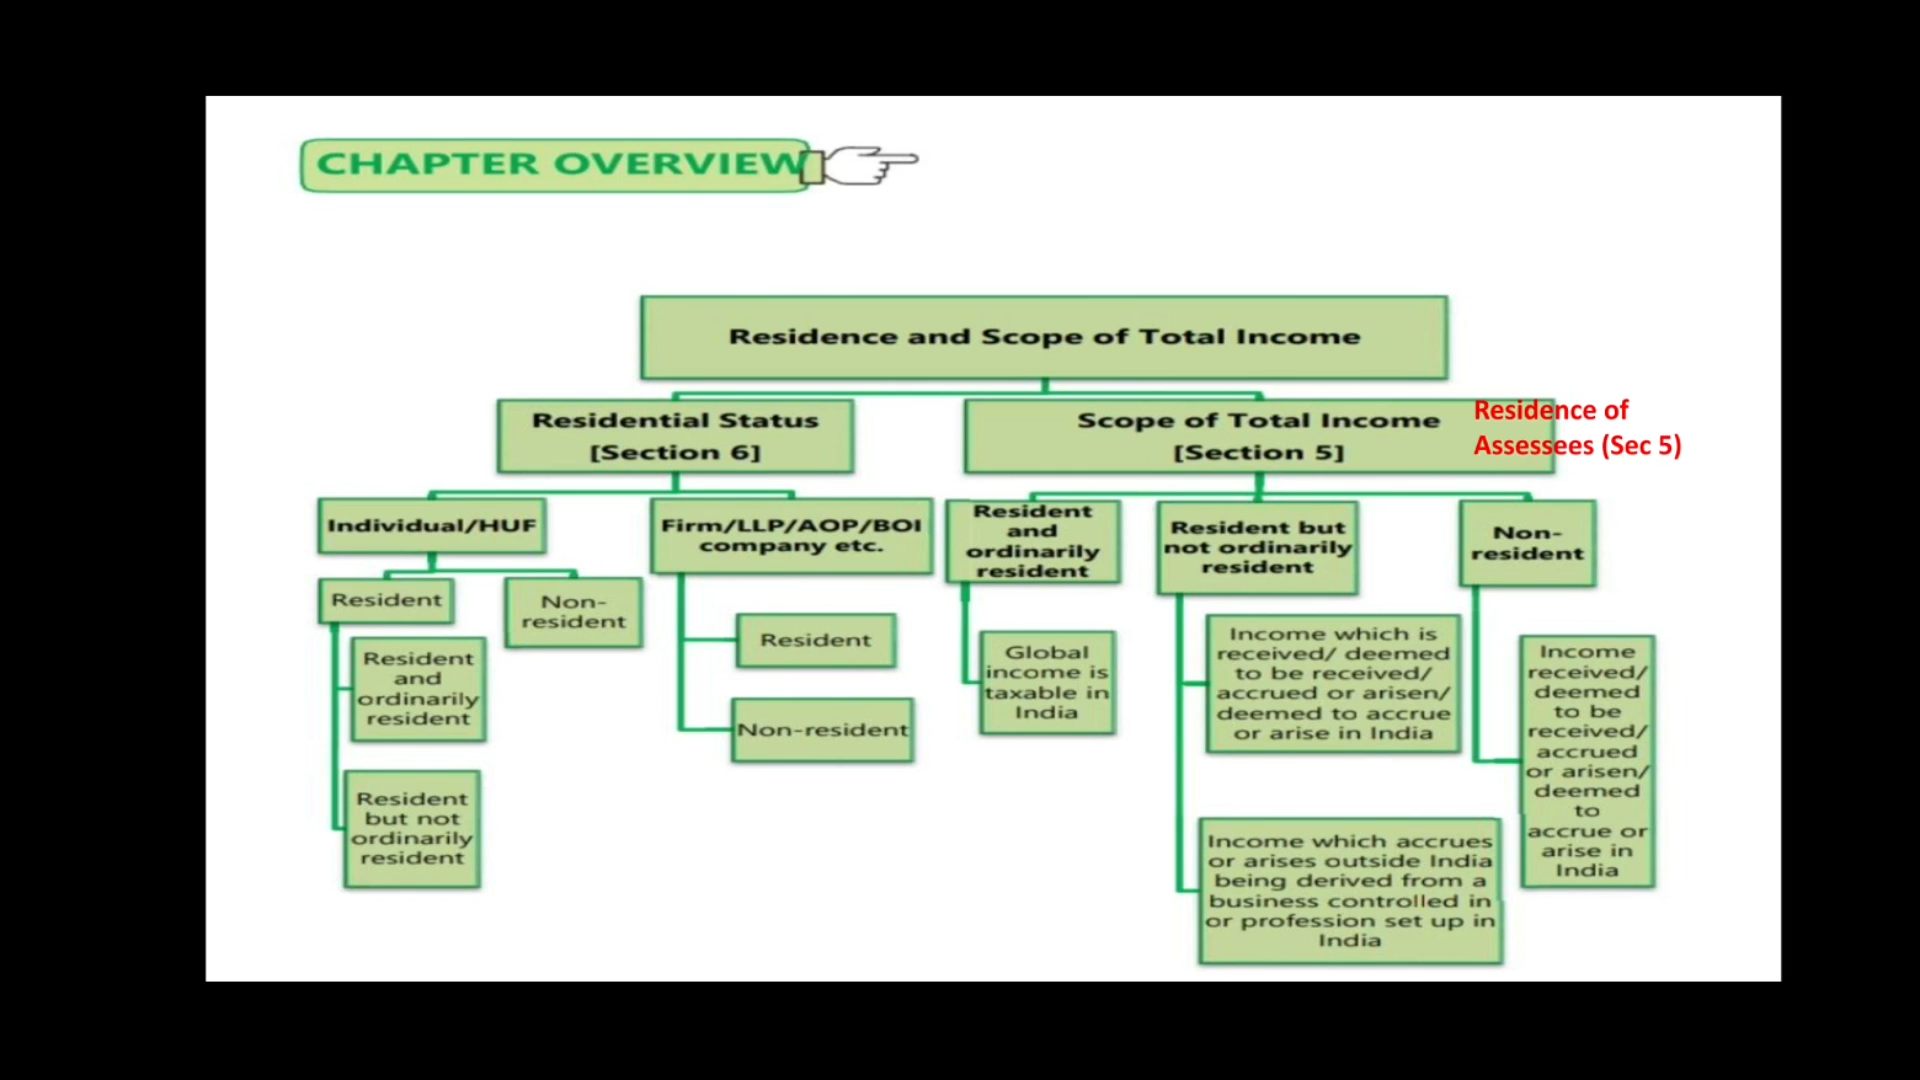 CHAPTER OVERVIEW
Residence and Scope of Total Income
Residential Status
[Section 6]
Scope of Total Income
[Section 5]
Residence of
Assessees (Sec 5)
Individual/HUF
Firm/LLP/AOP/BOI
company etc.
Resident
and
ordinarily
resident
Resident but
not ordinarily
resident
Non-
resident
Resident
Non-
resident
Resident
and
ordinarily
resident
Resident
but not
ordinarily
resident
Resident
Non-resident
Global
income is
taxable in
India
Income which is
received/ deemed
to be received/
accrued or arisen/
deemed to accrue
or arise in India
Income which accrues
or arises outside India
being derived from a
business controlled in
or profession set up in
India
Income
received/
deemed
to be
received/
accrued
or arisen/
deemed
to
accrue or
arise in
India